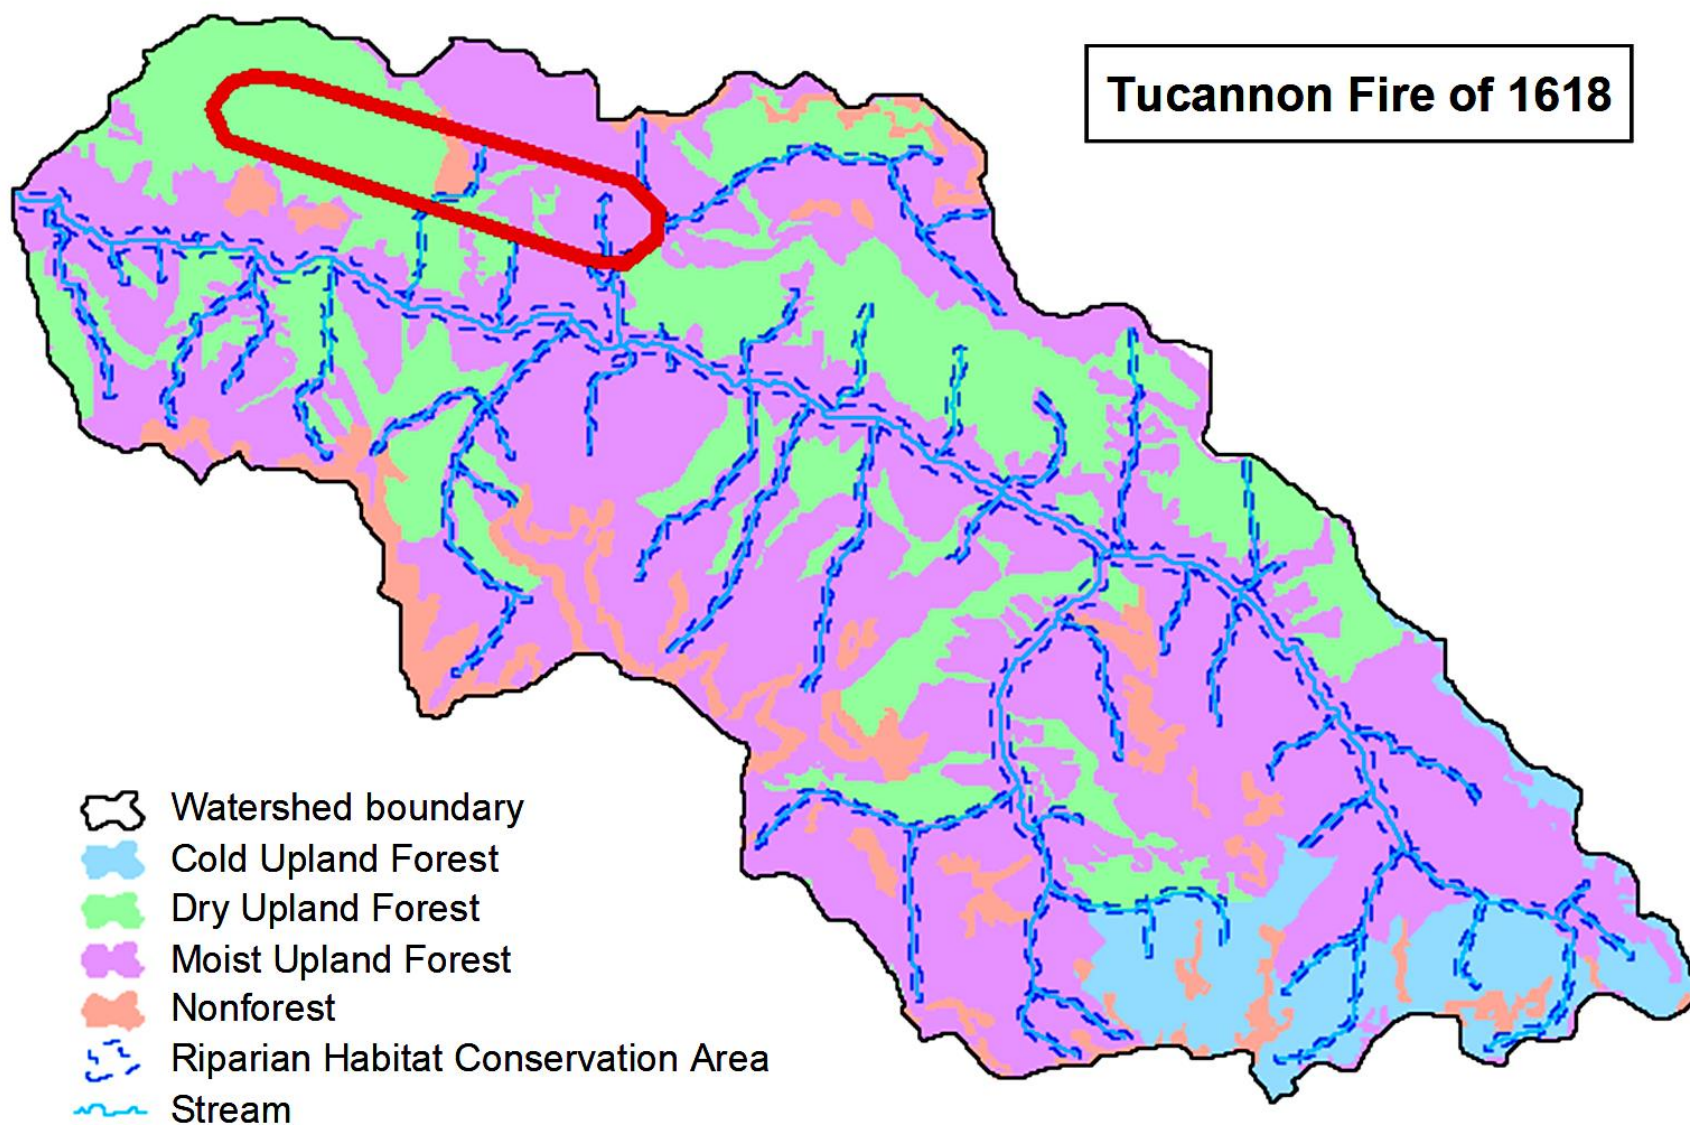 Tucannon Fire of 1618
Watershed boundary
Cold Upland Forest
Dry Upland Forest
Moist Upland Forest
Nonforest
Riparian Habitat Conservation Area
Stream